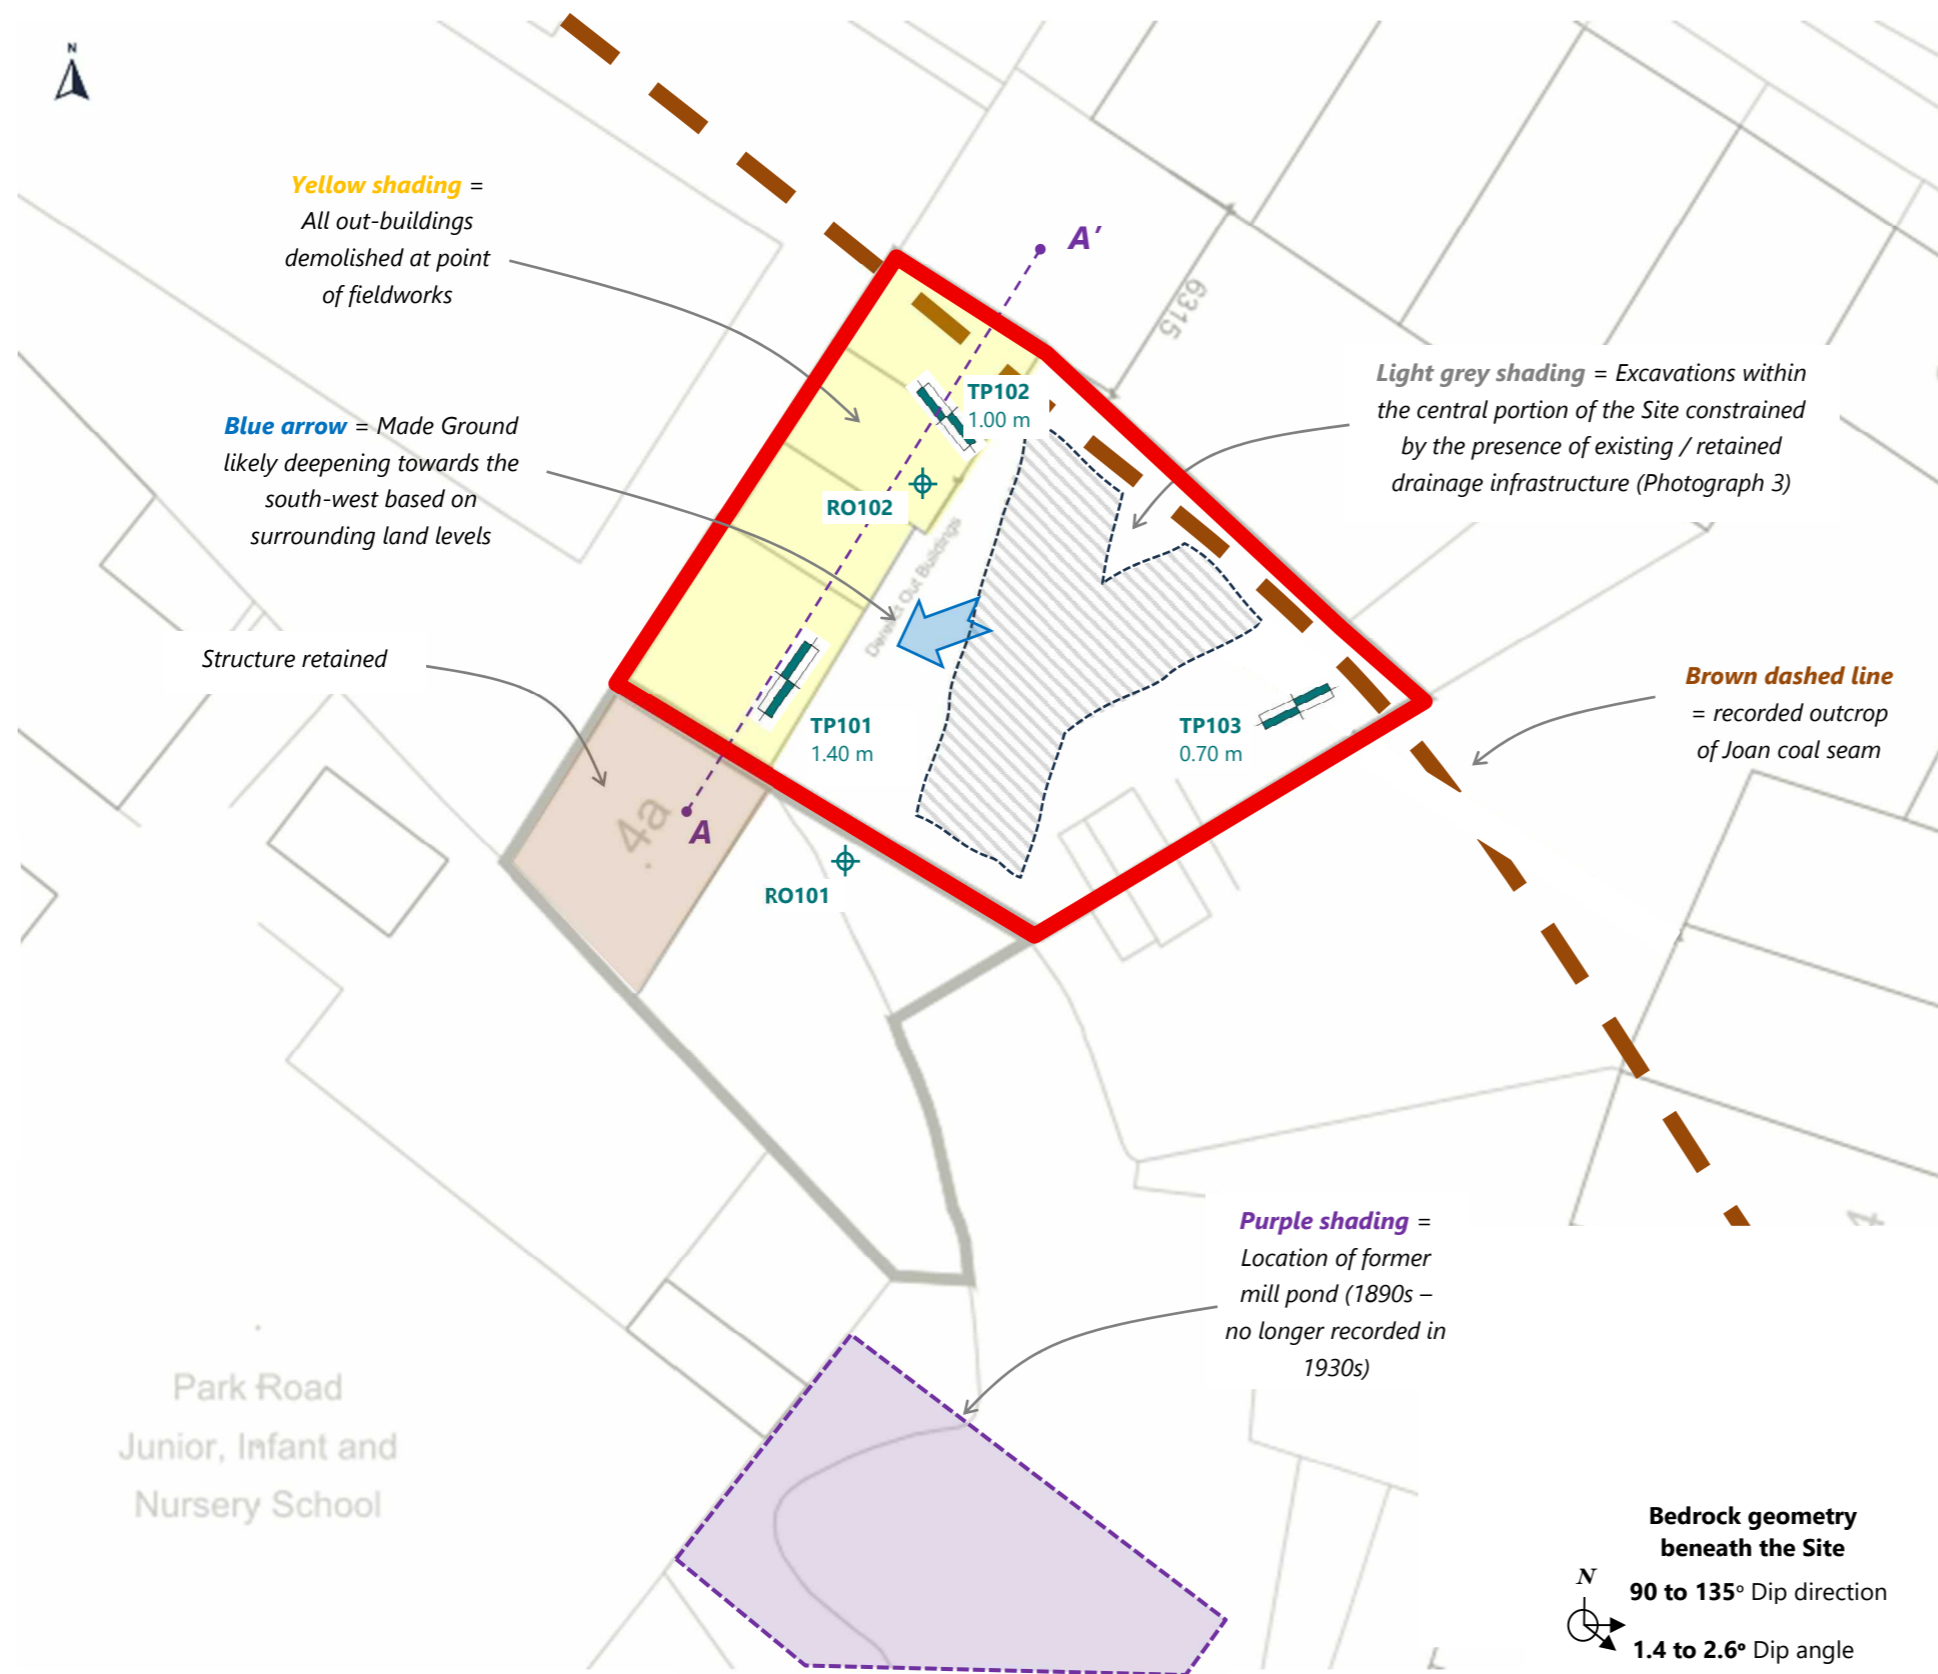 N
Yellow shading =
All out-buildings
demolished at point
of fieldworks
A'
6315
Light grey shading = Excavations within
the central portion of the Site constrained
by the presence of existing / retained
drainage infrastructure (Photograph 3)
Blue arrow = Made Ground
likely deepening towards the
south-west based on
surrounding land levels
TP102
1.00 m
RO102
Out Buildings
Structure retained
TP101
1.40 m
TP103
0.70 m
Brown dashed line
= recorded outcrop
of Joan coal seam
4a
A
RO101
Purple shading =
Location of former
mill pond (1890s –
no longer recorded in
1930s)
4
Park Road
Junior, Infant and
Nursery School
Bedrock geometry
beneath the Site
N
90 to 135° Dip direction
1.4 to 2.6° Dip angle